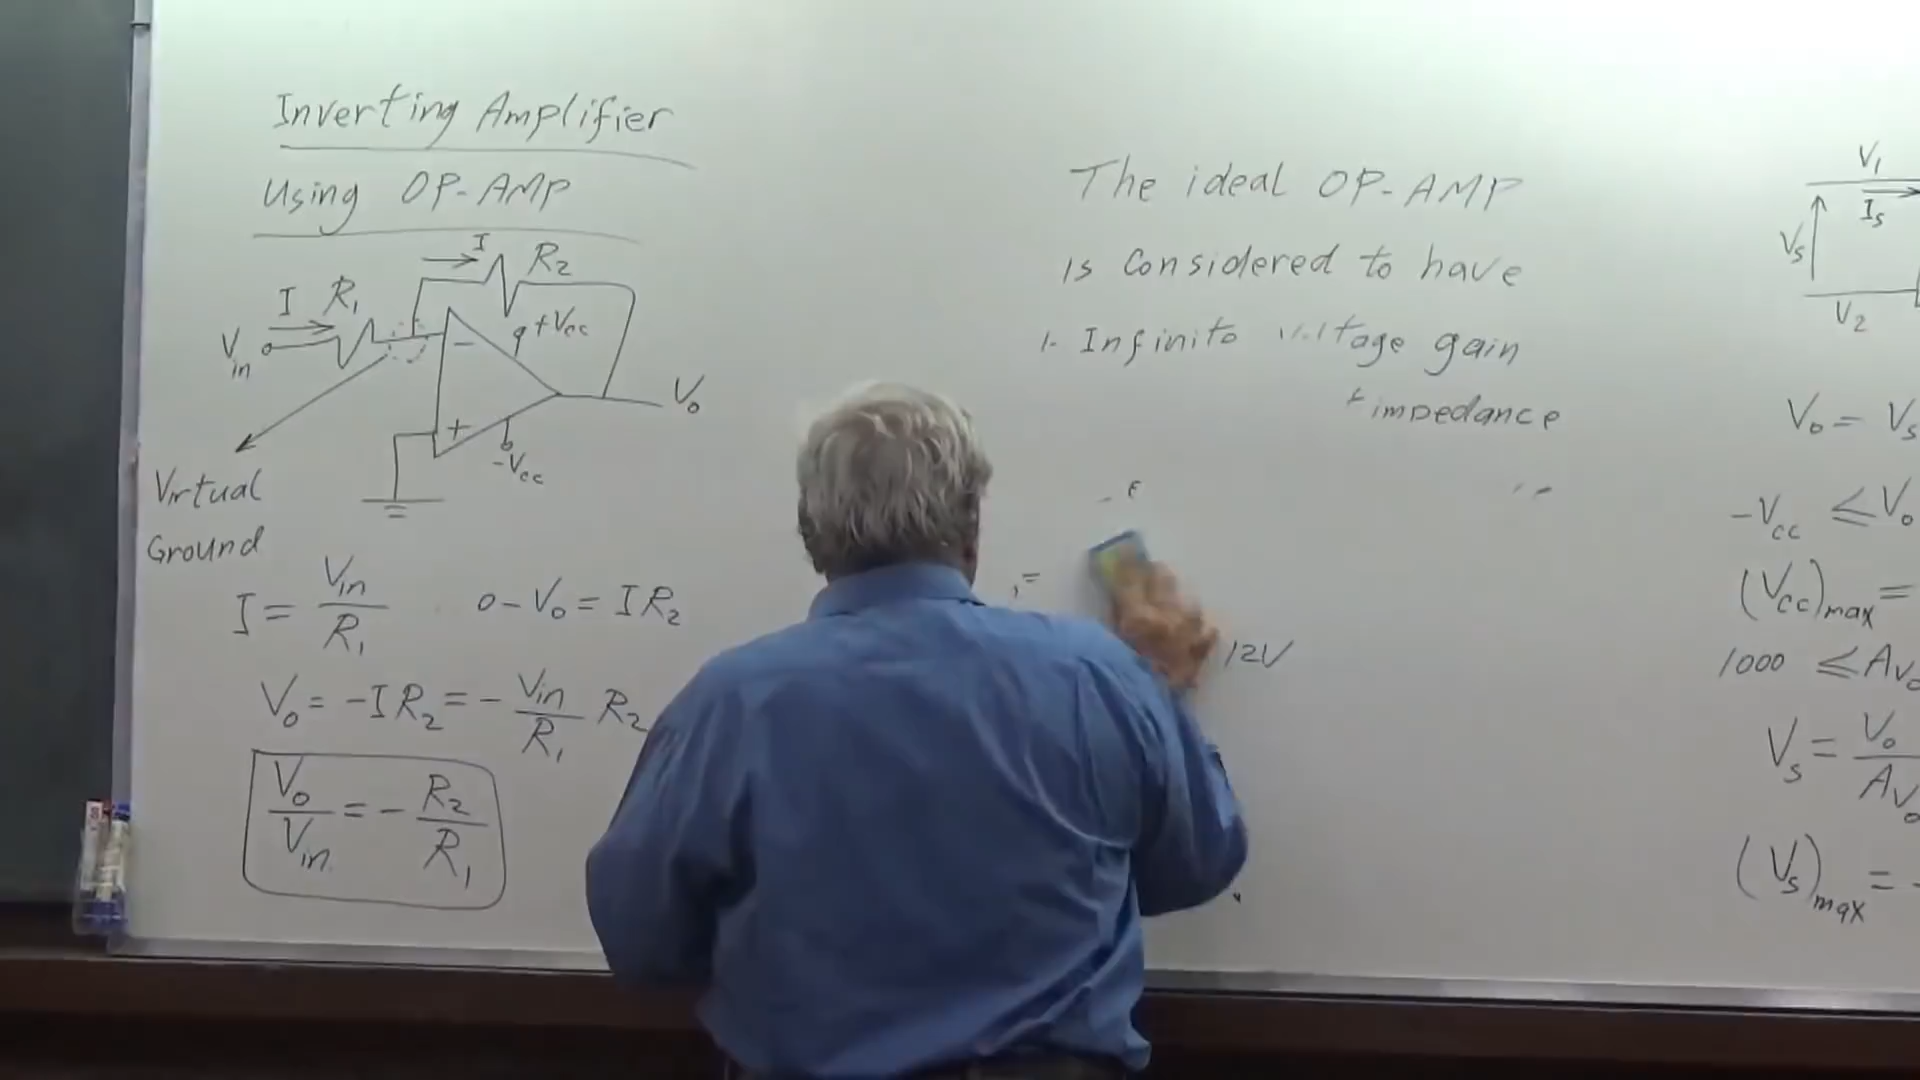 Inverting Amplifier
Using OP-AMP
I
R2
I R1
Vin
+Vcc
−
+
-Vcc
Vo
Virtual
Ground
I = Vin/R1 0-Vo = IR2
Vo = -IR2 = - Vin/R1 R2
Vo/Vin = - R2/R1
The ideal OP-AMP
is Considered to have
1- Infinite gain
impedance
12V
V1
Is
Vs
V2
Vo = Vs
-Vcc ≤ Vo
(Vcc)max =
1000 ≤ Avo
Vs = Vo/Avo
(Vs)max =